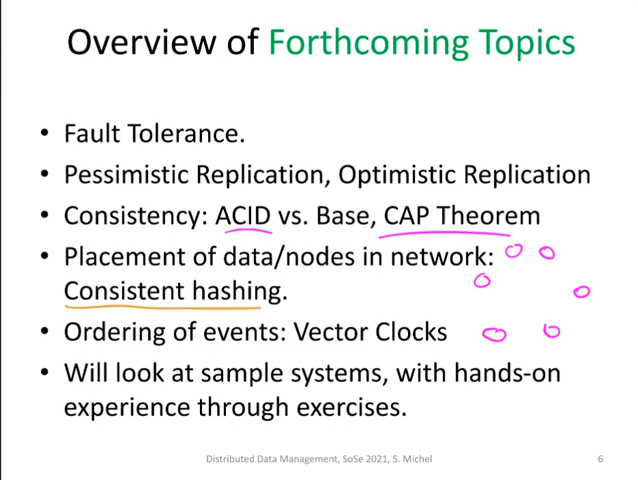 Overview of Forthcoming Topics
• Fault Tolerance.
• Pessimistic Replication, Optimistic Replication
• Consistency: ACID vs. Base, CAP Theorem
• Placement of data/nodes in network:
Consistent hashing.
• Ordering of events: Vector Clocks
• Will look at sample systems, with hands-on
experience through exercises.
Distributed Data Management, SoSe 2021, S. Michel
6